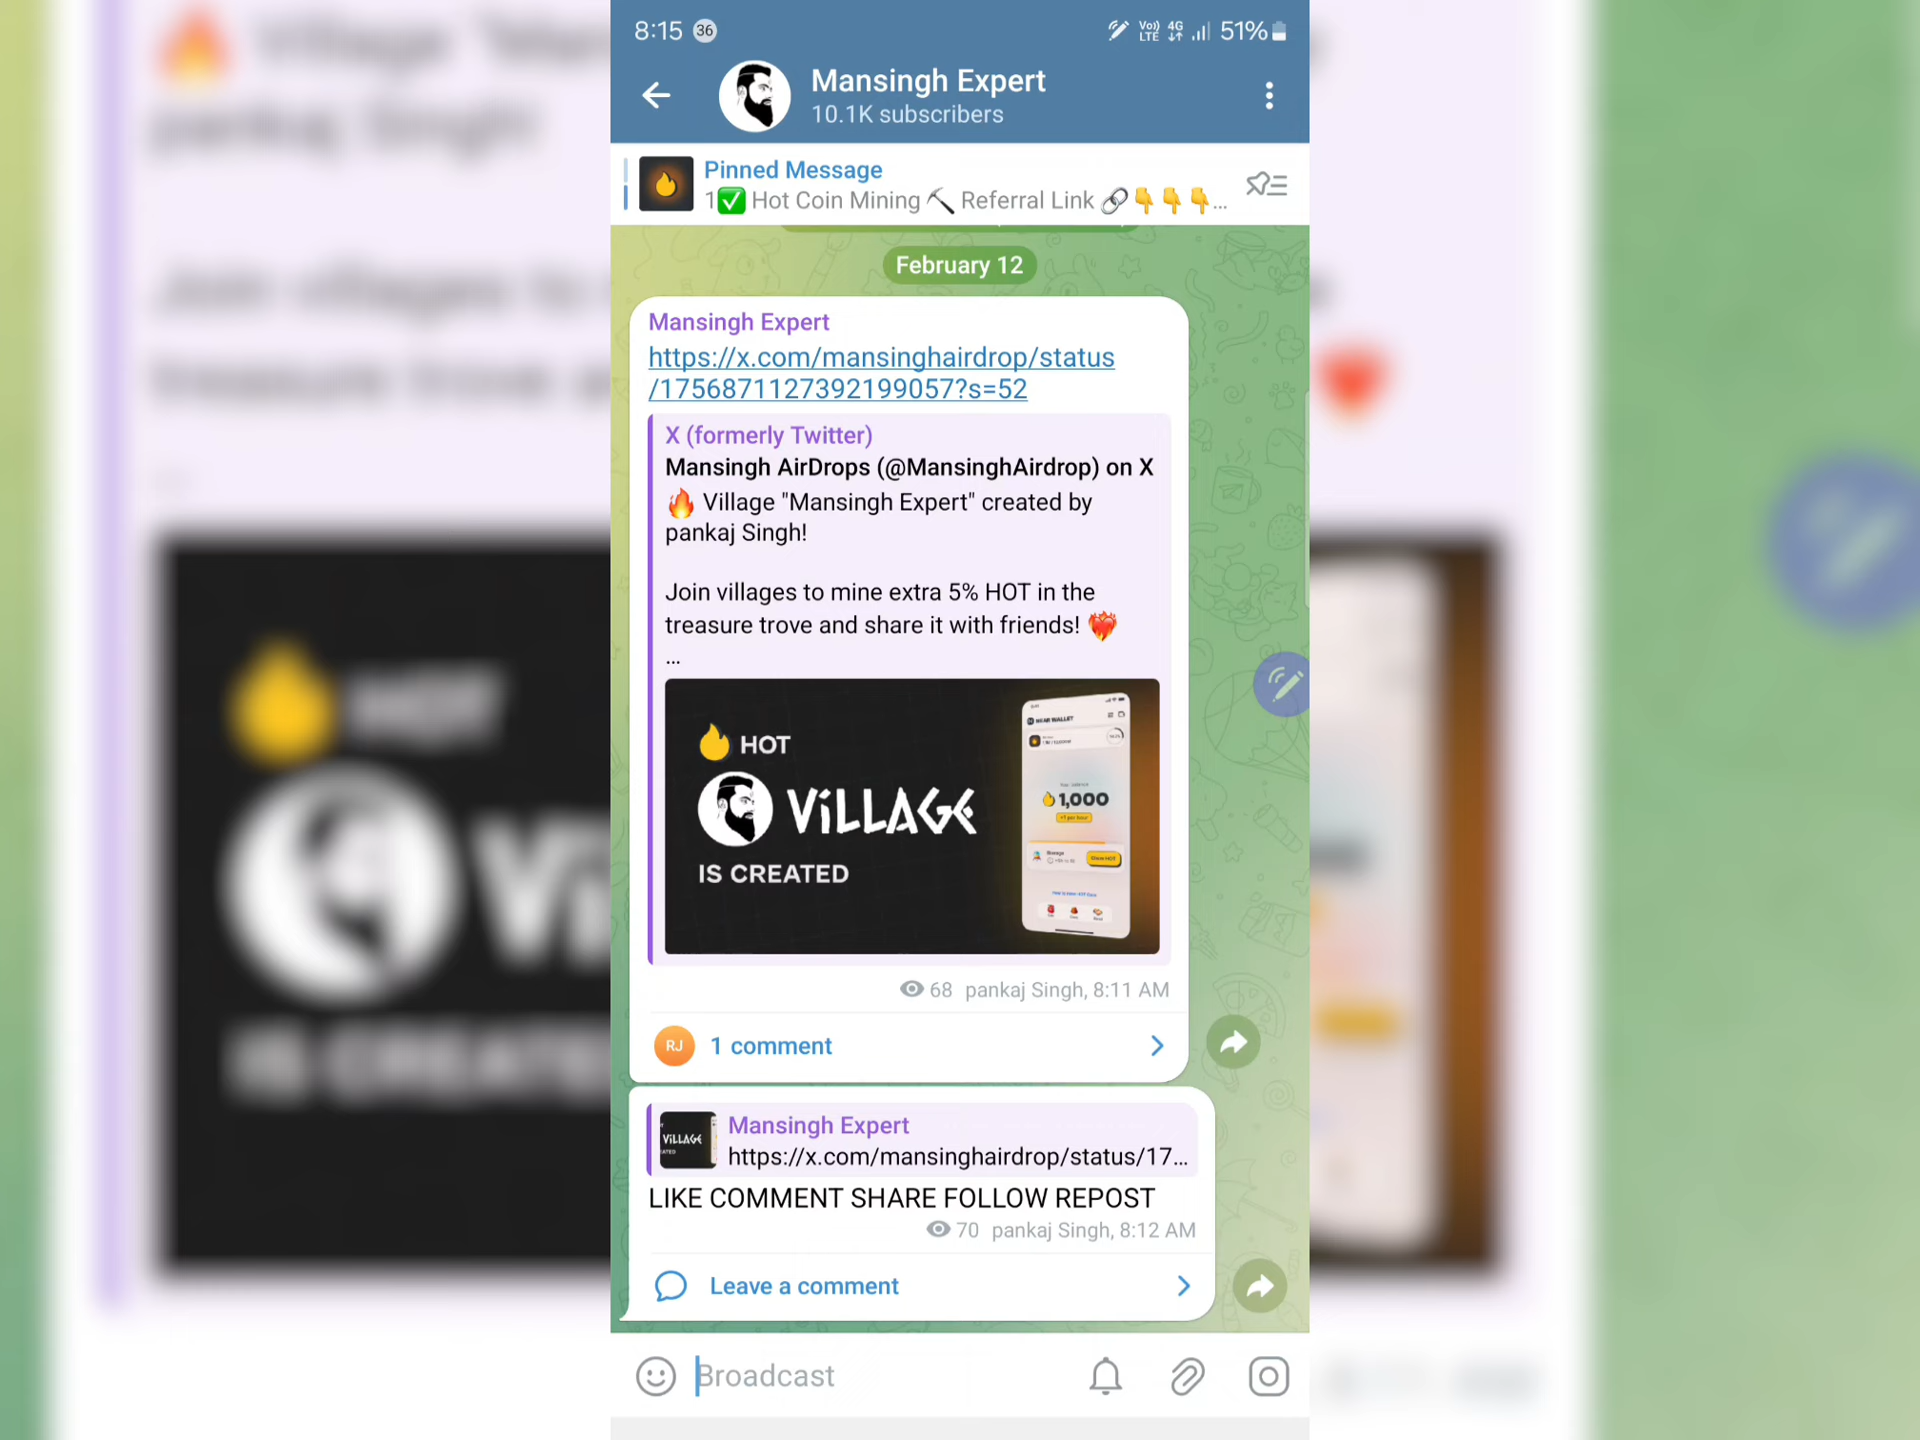 8:15 36 Vo)) LTE 4G 51%
Mansingh Expert
10.1K subscribers
Pinned Message
1✅ Hot Coin Mining ⛏ Referral Link 🔗👇👇👇...
February 12
Mansingh Expert
https://x.com/mansinghairdrop/status
/1756871127392199057?s=52
X (formerly Twitter)
Mansingh AirDrops (@MansinghAirdrop) on X
🔥 Village "Mansingh Expert" created by
pankaj Singh!
Join villages to mine extra 5% HOT in the
treasure trove and share it with friends! ❤️‍🔥
...
HOT
VILLAGE
IS CREATED
1,000
68 pankaj Singh, 8:11 AM
RJ 1 comment
Mansingh Expert
https://x.com/mansinghairdrop/status/17...
LIKE COMMENT SHARE FOLLOW REPOST
70 pankaj Singh, 8:12 AM
Leave a comment
Broadcast